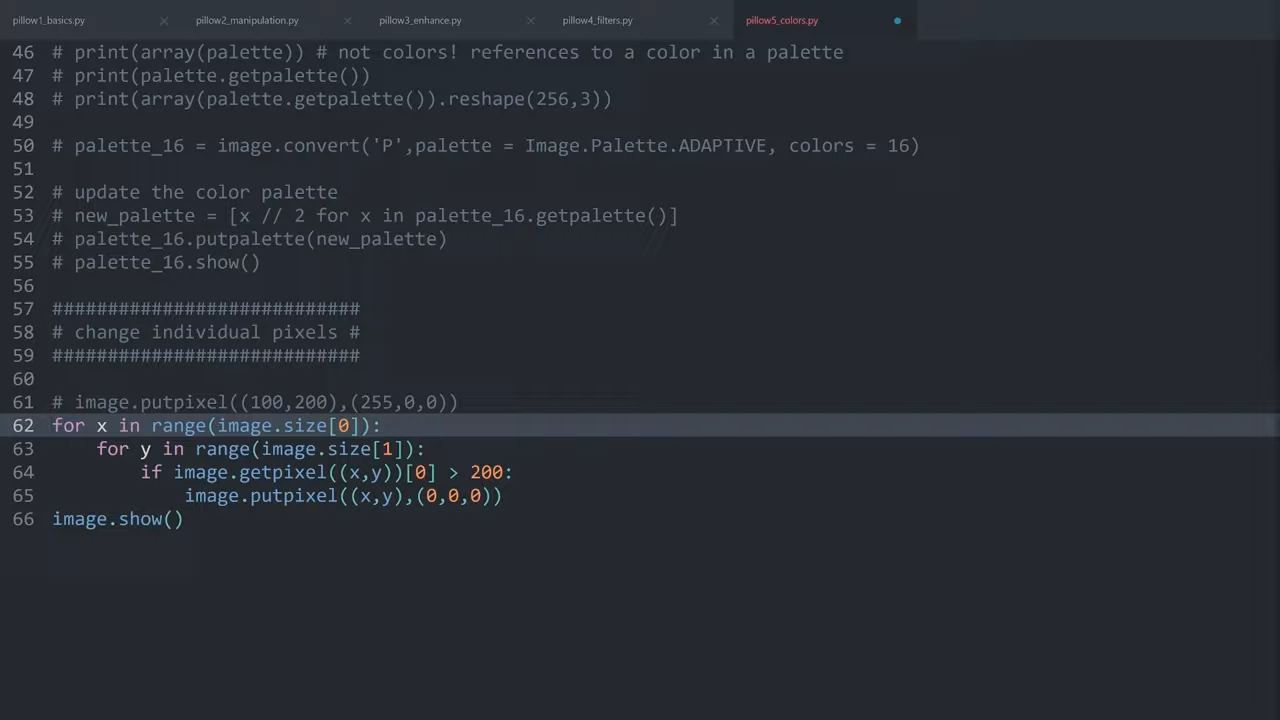 pillow1_basics.py pillow2_manipulation.py pillow3_enhance.py pillow4_filters.py pillow5_colors.py
46 # print(array(palette)) # not colors! references to a color in a palette
47 # print(palette.getpalette())
48 # print(array(palette.getpalette()).reshape(256,3))
49
50 # palette_16 = image.convert('P',palette = Image.Palette.ADAPTIVE, colors = 16)
51
52 # update the color palette
53 # new_palette = [x // 2 for x in palette_16.getpalette()]
54 # palette_16.putpalette(new_palette)
55 # palette_16.show()
56
57 ############################
58 # change individual pixels #
59 ############################
60
61 # image.putpixel((100,200),(255,0,0))
62 for x in range(image.size[0]):
63     for y in range(image.size[1]):
64         if image.getpixel((x,y))[0] > 200:
65             image.putpixel((x,y),(0,0,0))
66 image.show()